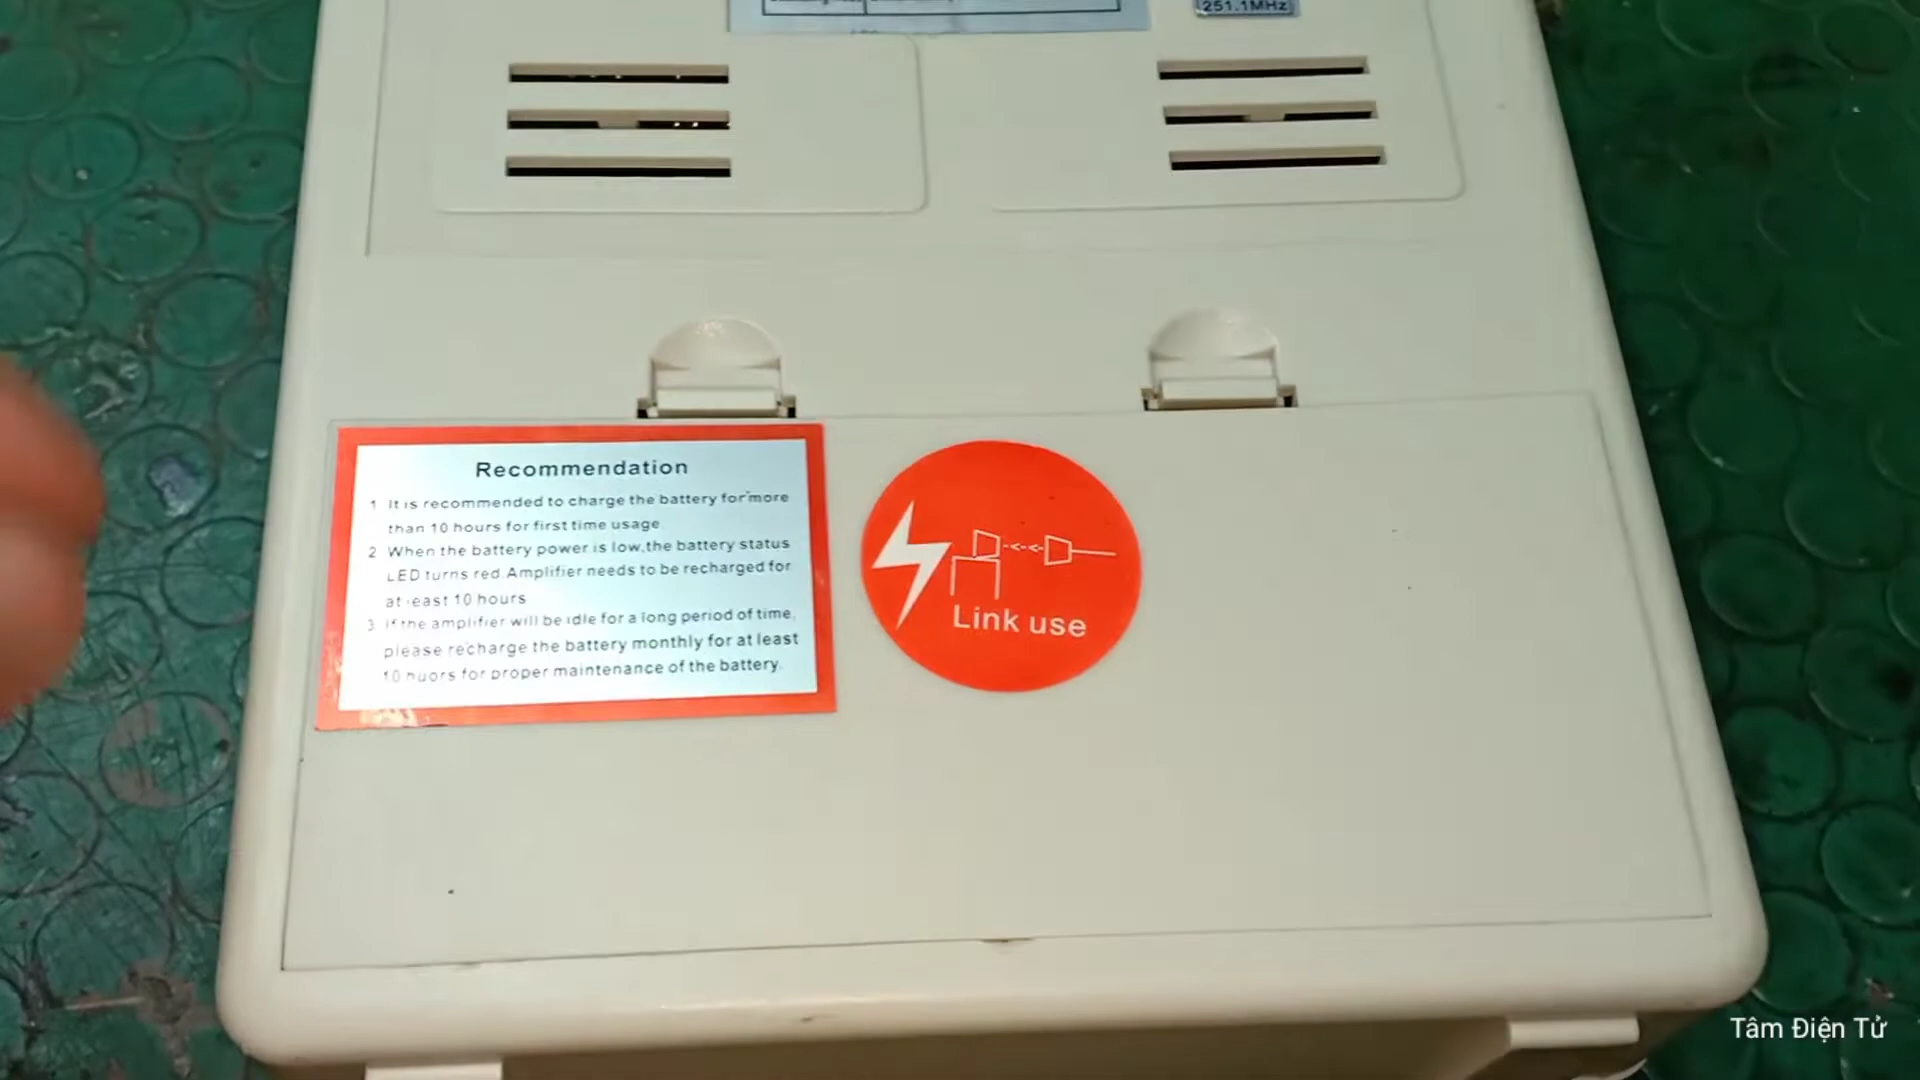 251.1MHz
Recommendation
1 It is recommended to charge the battery for more
than 10 hours for first time usage
2 When the battery power is low,the battery status
LED turns red.Amplifier needs to be recharged for
at least 10 hours
3 If the amplifier will be idle for a long period of time,
please recharge the battery monthly for at least
10 huors for proper maintenance of the battery.
Link use
Tâm Điện Tử